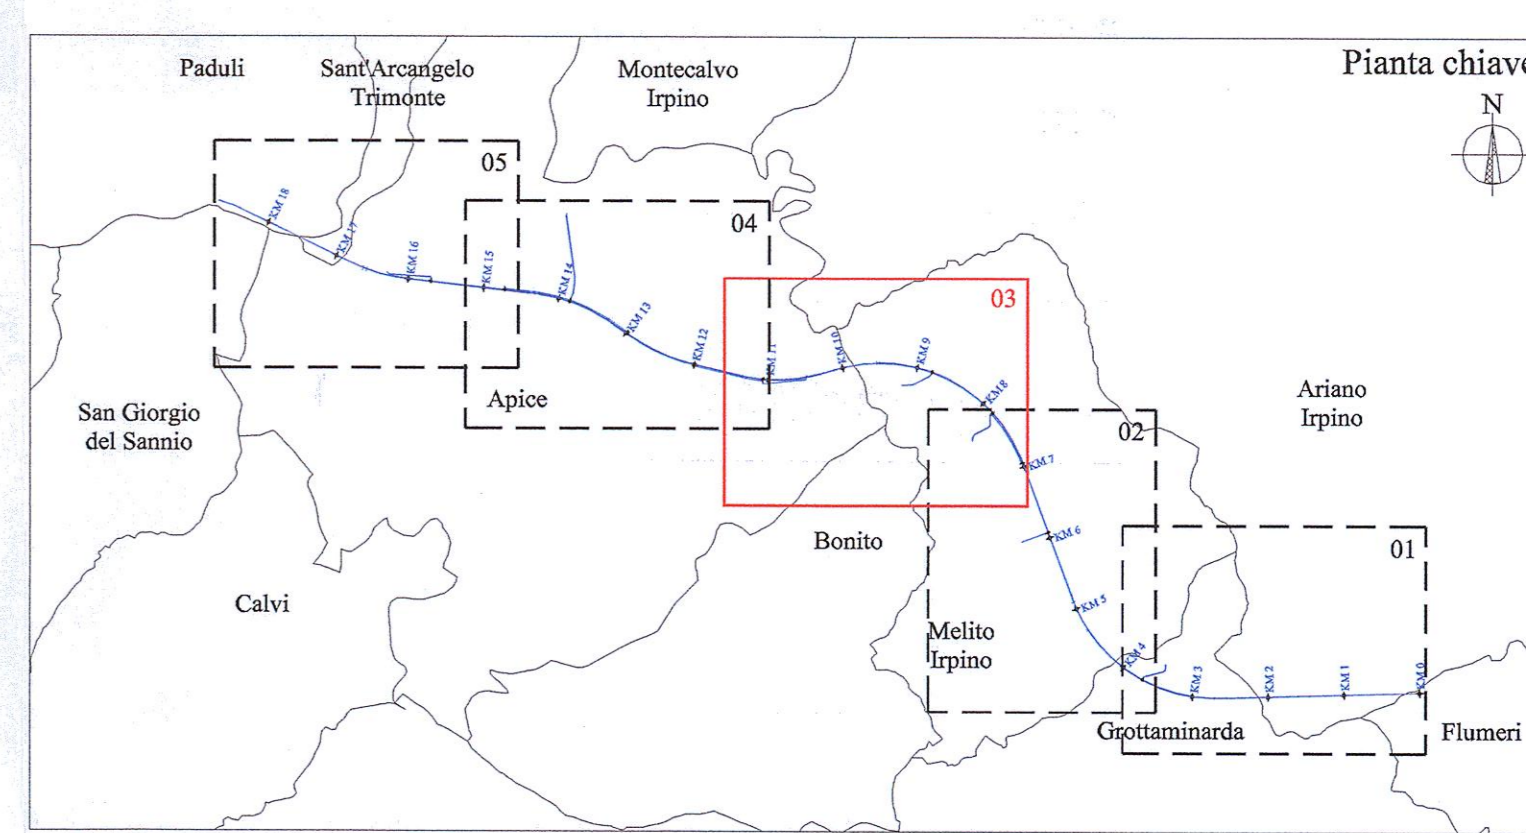 Pianta chiave
N
Paduli
Sant'Arcangelo
Trimonte
Montecalvo
Irpino
05
04
03
02
01
KM 18
KM 17
KM 16
KM 15
KM 14
KM 13
KM 12
KM 11
KM 10
KM 9
KM 8
KM 7
KM 6
KM 5
KM 4
KM 3
KM 2
KM 1
KM 0
Apice
San Giorgio
del Sannio
Ariano
Irpino
Bonito
Calvi
Melito
Irpino
Grottaminarda
Flumeri